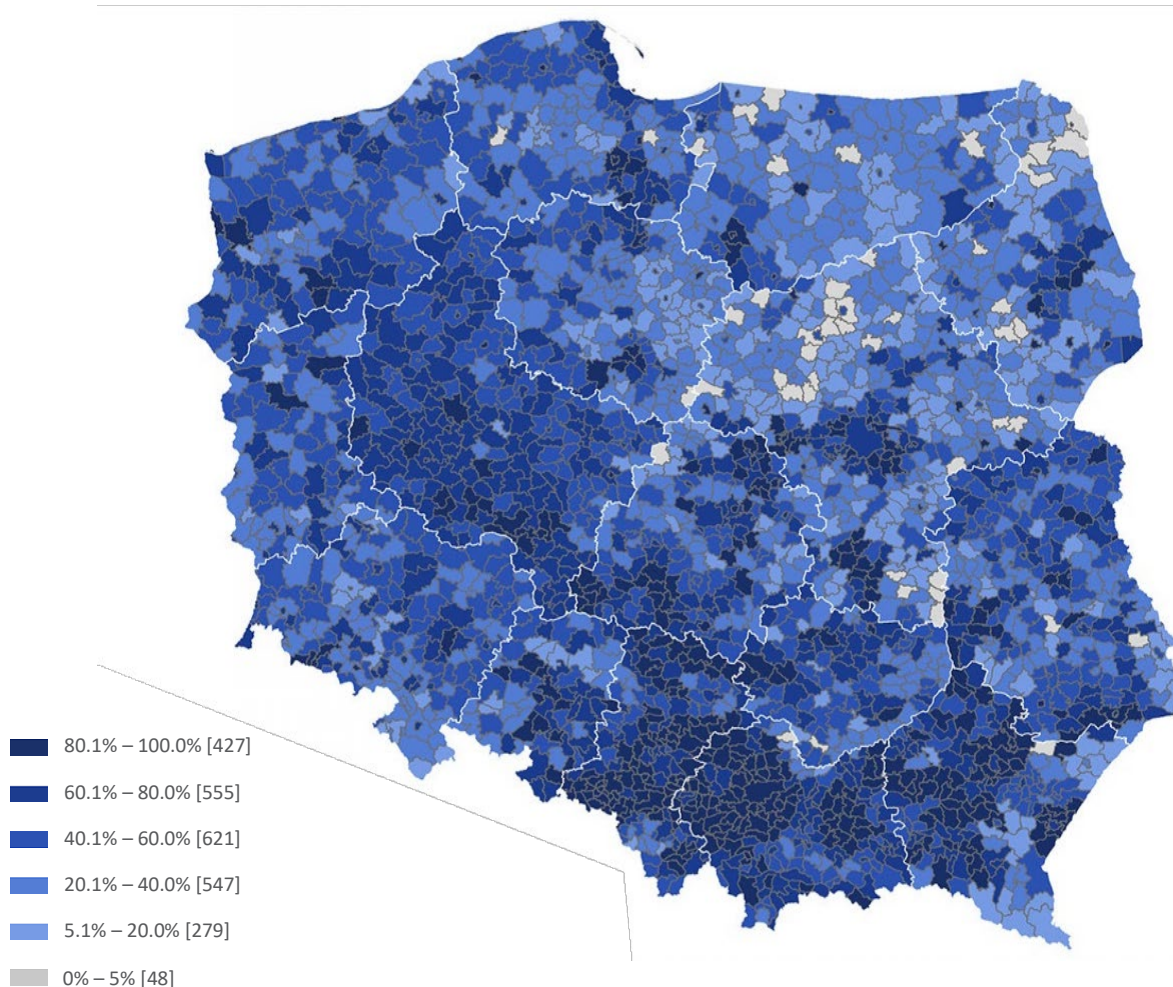 80.1% – 100.0% [427]
60.1% – 80.0% [555]
40.1% – 60.0% [621]
20.1% – 40.0% [547]
5.1% – 20.0% [279]
0% – 5% [48]